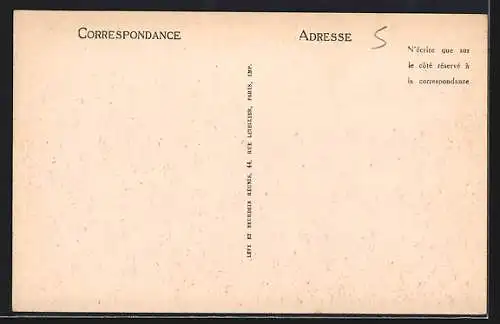 CORRESPONDANCE
ADRESSE
5
N'écrire que sur
le côté réservé à
la correspondance
LÉVY ET NEURDEIN RÉUNIS, 44, RUE LETELLIER, PARIS, IMP.